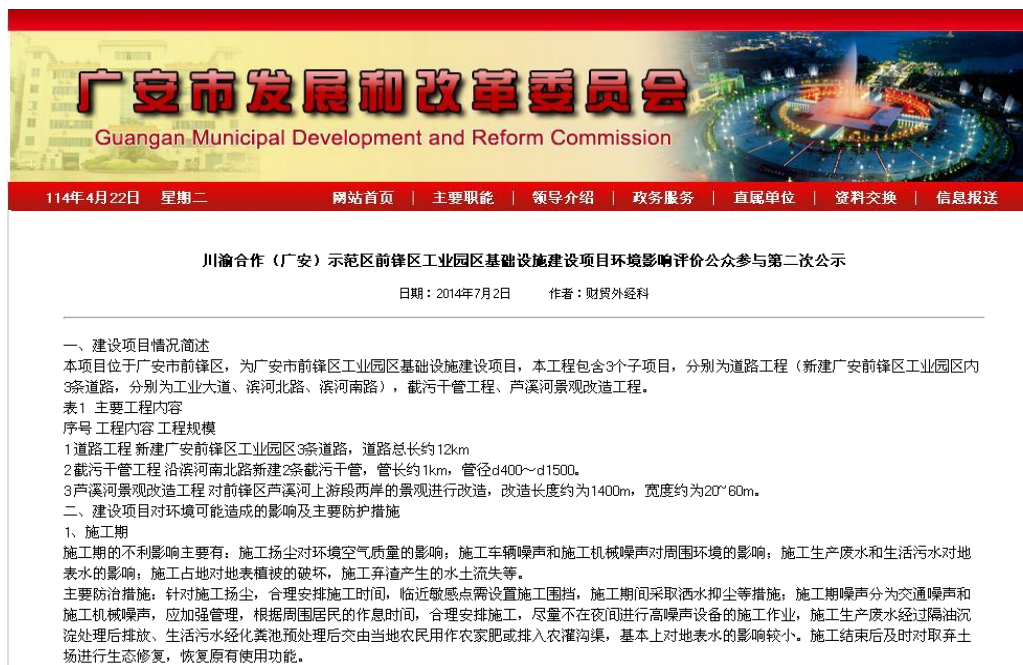 广安市发展和改革委员会
Guangan Municipal Development and Reform Commission
114年4月22日 星期二 网站首页 | 主要职能 | 领导介绍 | 政务服务 | 直属单位 | 资料交换 | 信息报送
川渝合作（广安）示范区前锋区工业园区基础设施建设项目环境影响评价公众参与第二次公示
日期：2014年7月2日 作者：财贸外经科
一、建设项目情况简述
本项目位于广安市前锋区，为广安市前锋区工业园区基础设施建设项目，本工程包含3个子项目，分别为道路工程（新建广安前锋区工业园区内
3条道路，分别为工业大道、滨河北路、滨河南路），截污干管工程、芦溪河景观改造工程。
表1 主要工程内容
序号 工程内容 工程规模
1 道路工程 新建广安前锋区工业园区3条道路，道路总长约12km
2 截污干管工程 沿滨河南北路新建2条截污干管，管长约1km，管径d400～d1500。
3 芦溪河景观改造工程 对前锋区芦溪河上游段两岸的景观进行改造，改造长度约为1400m，宽度约为20~60m。
二、建设项目对环境可能造成的影响及主要防护措施
1、施工期
施工期的不利影响主要有：施工扬尘对环境空气质量的影响；施工车辆噪声和施工机械噪声对周围环境的影响；施工生产废水和生活污水对地
表水的影响；施工占地对地表植被的破坏，施工弃渣产生的水土流失等。
主要防治措施：针对施工扬尘，合理安排施工时间，临近敏感点需设置施工围挡，施工期间采取洒水抑尘等措施；施工期噪声分为交通噪声和
施工机械噪声，应加强管理，根据周围居民的作息时间，合理安排施工，尽量不在夜间进行高噪声设备的施工作业，施工生产废水经过隔油沉
淀处理后排放、生活污水经化粪池预处理后交由当地农民用作农家肥或排入农灌沟渠，基本上对地表水的影响较小。施工结束后及时对取弃土
场进行生态修复，恢复原有使用功能。